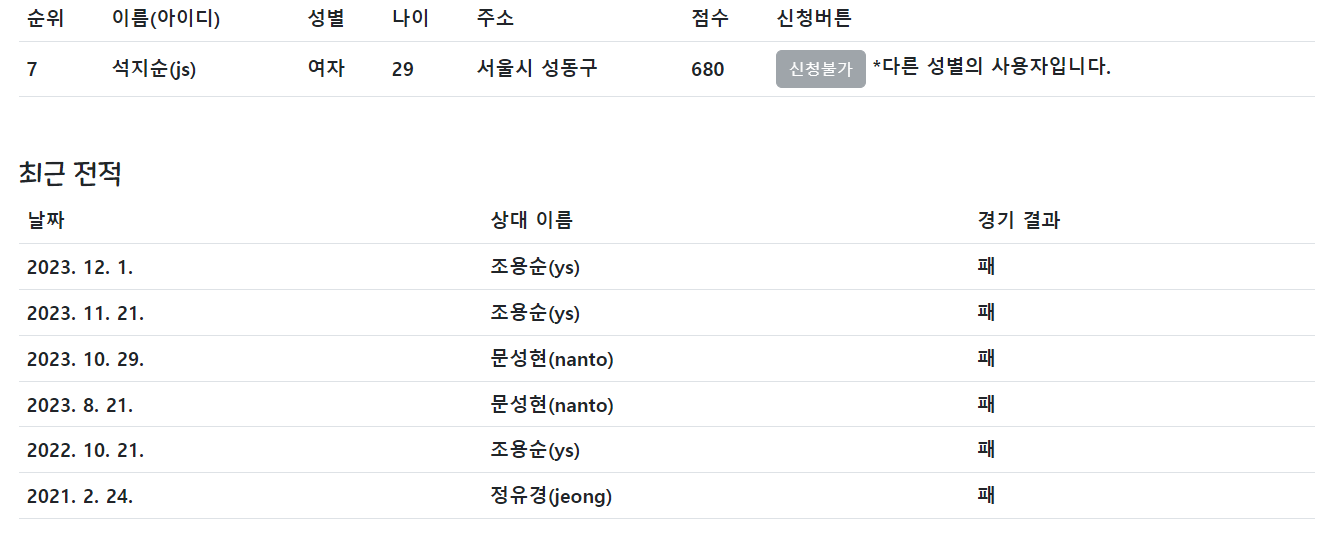 순위 이름(아이디) 성별 나이 주소 점수 신청버튼
7 석지순(js) 여자 29 서울시 성동구 680 신청불가 *다른 성별의 사용자입니다.
최근 전적
날짜 상대 이름 경기 결과
2023. 12. 1. 조용순(ys) 패
2023. 11. 21. 조용순(ys) 패
2023. 10. 29. 문성현(nanto) 패
2023. 8. 21. 문성현(nanto) 패
2022. 10. 21. 조용순(ys) 패
2021. 2. 24. 정유경(jeong) 패